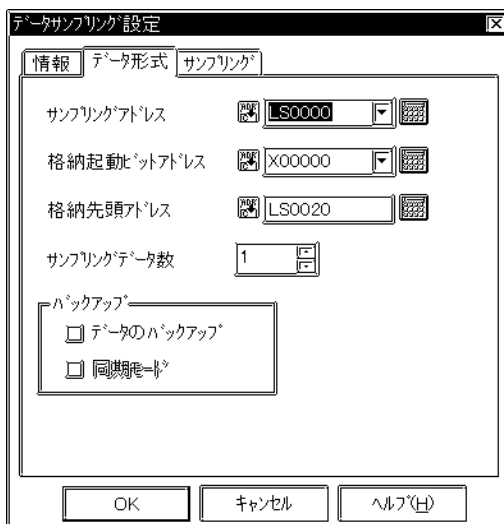 ﾃﾞｰﾀｻﾝﾌﾟﾘﾝｸﾞ設定
情報 ﾃﾞｰﾀ形式 ｻﾝﾌﾟﾘﾝｸﾞ
ｻﾝﾌﾟﾘﾝｸﾞｱﾄﾞﾚｽ LS0000
格納起動ﾋﾞｯﾄｱﾄﾞﾚｽ X00000
格納先頭ｱﾄﾞﾚｽ LS0020
ｻﾝﾌﾟﾘﾝｸﾞﾃﾞｰﾀ数 1
ﾊﾞｯｸｱｯﾌﾟ
ﾃﾞｰﾀのﾊﾞｯｸｱｯﾌﾟ
同期ﾓｰﾄﾞ
OK ｷｬﾝｾﾙ ﾍﾙﾌﾟ(H)